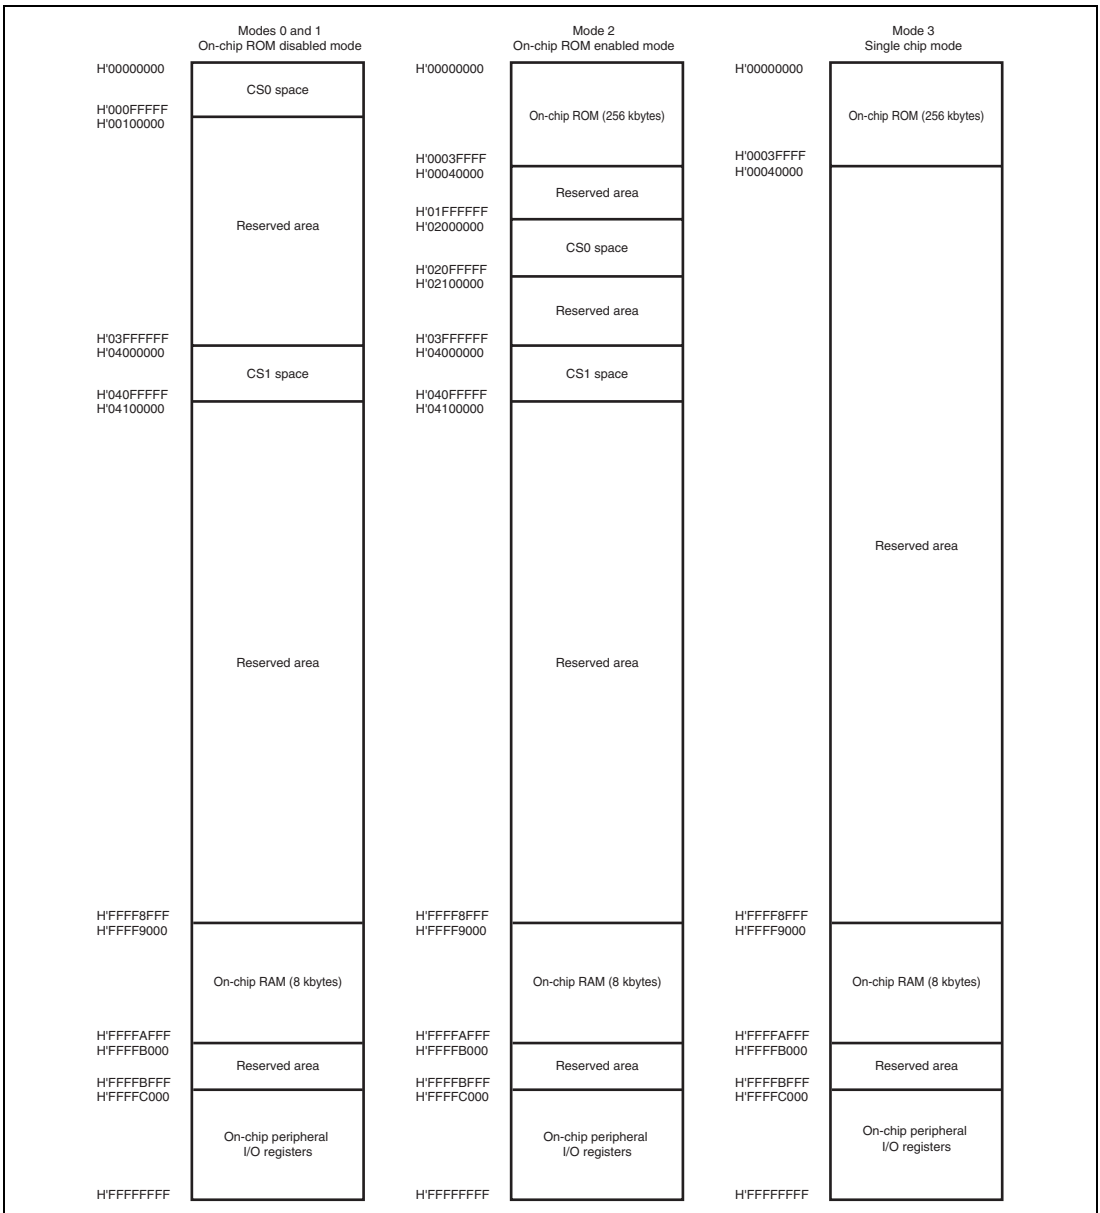 Modes 0 and 1
On-chip ROM disabled mode
H'00000000
CS0 space
H'000FFFFF
H'00100000
Reserved area
H'03FFFFFF
H'04000000
CS1 space
H'040FFFFF
H'04100000
Reserved area
H'FFFF8FFF
H'FFFF9000
On-chip RAM (8 kbytes)
H'FFFFAFFF
H'FFFFB000
Reserved area
H'FFFFBFFF
H'FFFFC000
On-chip peripheral
I/O registers
H'FFFFFFFF
Mode 2
On-chip ROM enabled mode
H'00000000
On-chip ROM (256 kbytes)
H'0003FFFF
H'00040000
Reserved area
H'01FFFFFF
H'02000000
CS0 space
H'020FFFFF
H'02100000
Reserved area
H'03FFFFFF
H'04000000
CS1 space
H'040FFFFF
H'04100000
Reserved area
H'FFFF8FFF
H'FFFF9000
On-chip RAM (8 kbytes)
H'FFFFAFFF
H'FFFFB000
Reserved area
H'FFFFBFFF
H'FFFFC000
On-chip peripheral
I/O registers
H'FFFFFFFF
Mode 3
Single chip mode
H'00000000
On-chip ROM (256 kbytes)
H'0003FFFF
H'00040000
Reserved area
H'FFFF8FFF
H'FFFF9000
On-chip RAM (8 kbytes)
H'FFFFAFFF
H'FFFFB000
Reserved area
H'FFFFBFFF
H'FFFFC000
On-chip peripheral
I/O registers
H'FFFFFFFF